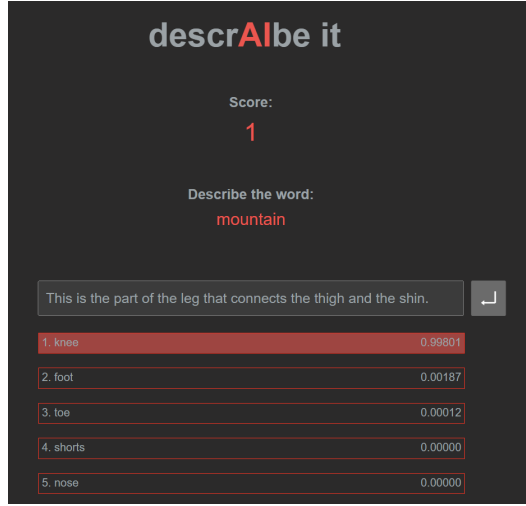 descrAIbe it
Score:
1
Describe the word:
mountain
This is the part of the leg that connects the thigh and the shin.
1. knee 0.99801
2. foot 0.00187
3. toe 0.00012
4. shorts 0.00000
5. nose 0.00000